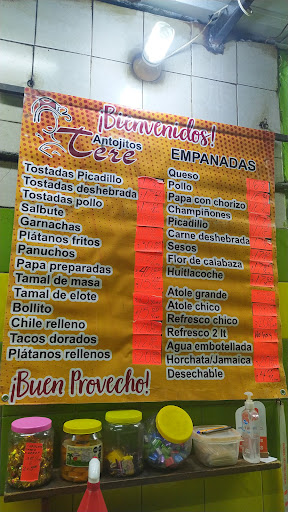 ¡Bienvenidos!
Antojitos
Tere
Tostadas Picadillo
Tostadas deshebrada
Tostadas pollo
Salbute
Garnachas
Plátanos fritos
Panuchos
Papa preparadas
Tamal de masa
Tamal de elote
Bollito
Chile relleno
Tacos dorados
Plátanos rellenos
EMPANADAS
Queso
Pollo
Papa con chorizo
Champiñones
Picadillo
Carne deshebrada
Sesos
Flor de calabaza
Huitlacoche
Atole grande
Atole chico
Refresco chico
Refresco 2 lt
Agua embotellada
Horchata/Jamaica
Desechable
¡Buen Provecho!